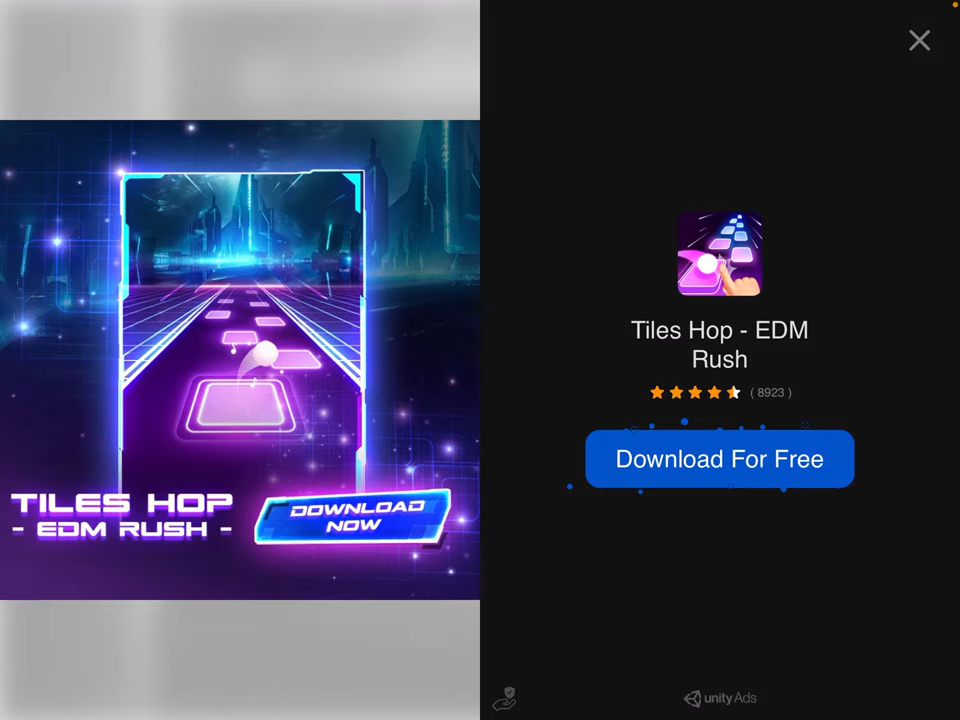 TILES HOP
- EDM RUSH -
DOWNLOAD
NOW
Tiles Hop - EDM
Rush
( 8923 )
Download For Free
unity Ads